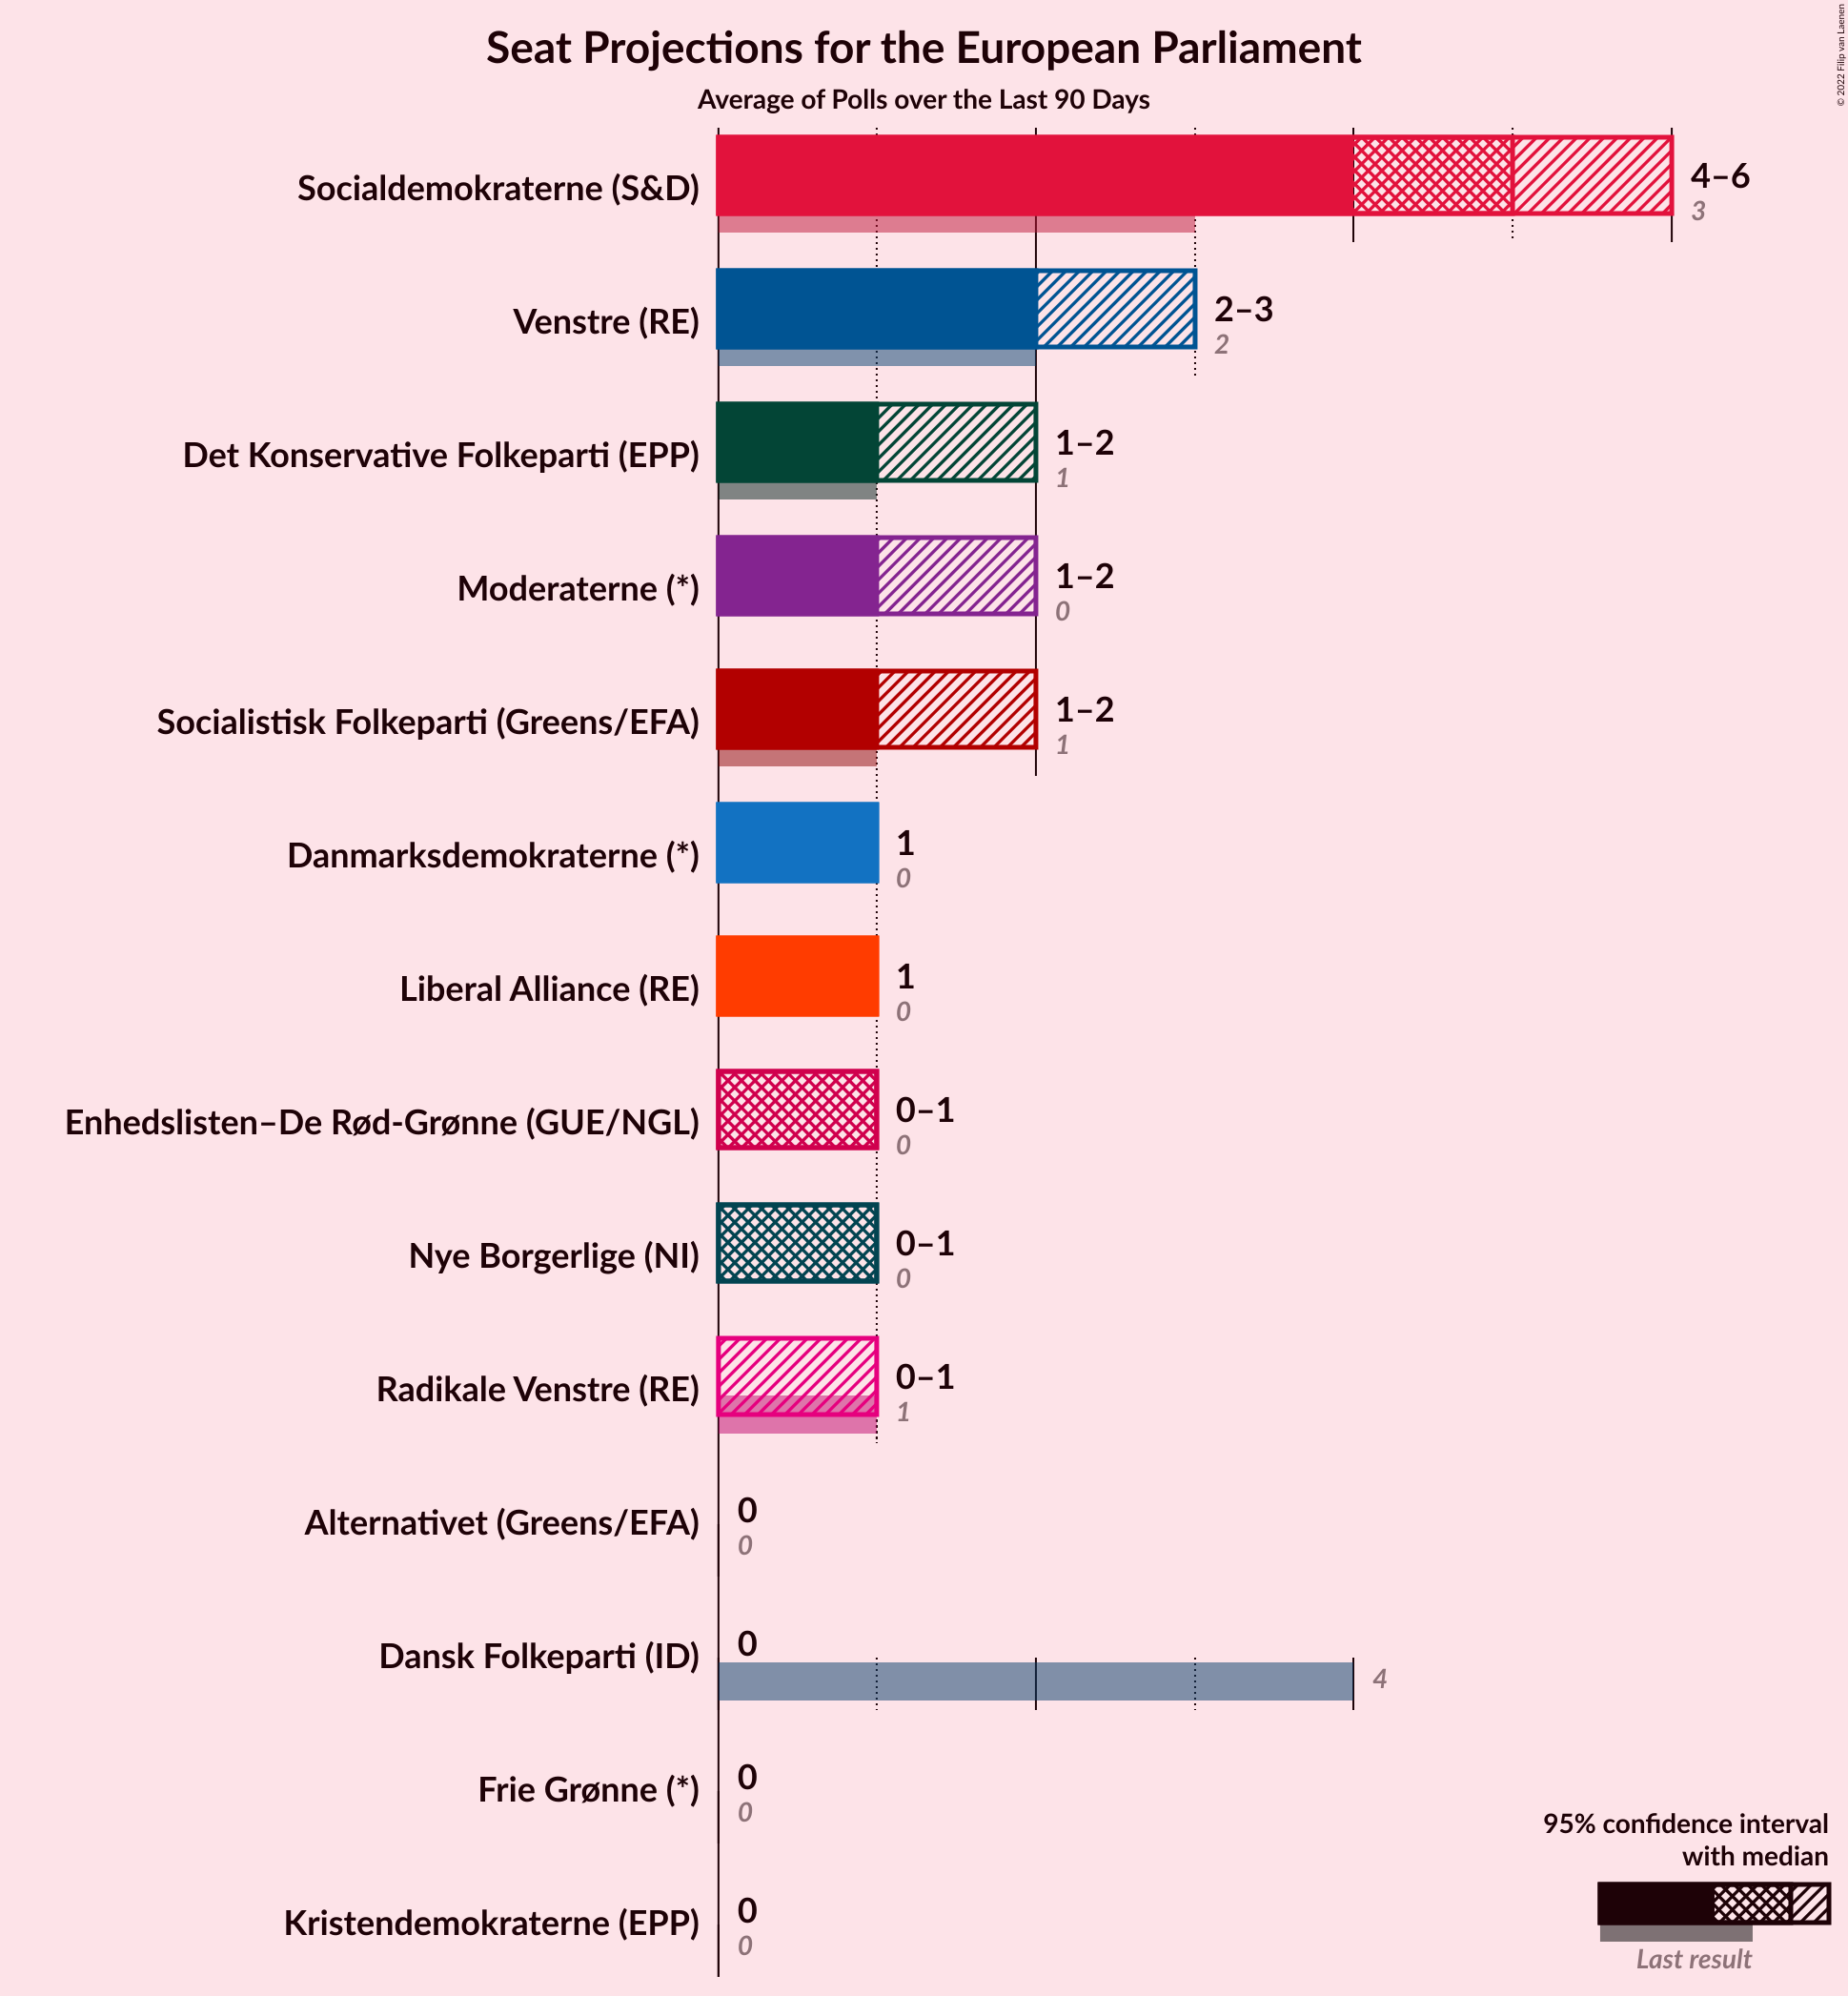 Seat Projections for the European Parliament
Average of Polls over the Last 90 Days
© 2022 Filip van Laenen
Socialdemokraterne (S&D)
4–6
3
Venstre (RE)
2–3
2
Det Konservative Folkeparti (EPP)
1–2
1
Moderaterne (*)
1–2
0
Socialistisk Folkeparti (Greens/EFA)
1–2
1
Danmarksdemokraterne (*)
1
0
Liberal Alliance (RE)
1
0
Enhedslisten–De Rød-Grønne (GUE/NGL)
0–1
0
Nye Borgerlige (NI)
0–1
0
Radikale Venstre (RE)
0–1
1
Alternativet (Greens/EFA)
0
0
Dansk Folkeparti (ID)
0
4
Frie Grønne (*)
0
0
Kristendemokraterne (EPP)
0
0
95% confidence interval
with median
Last result